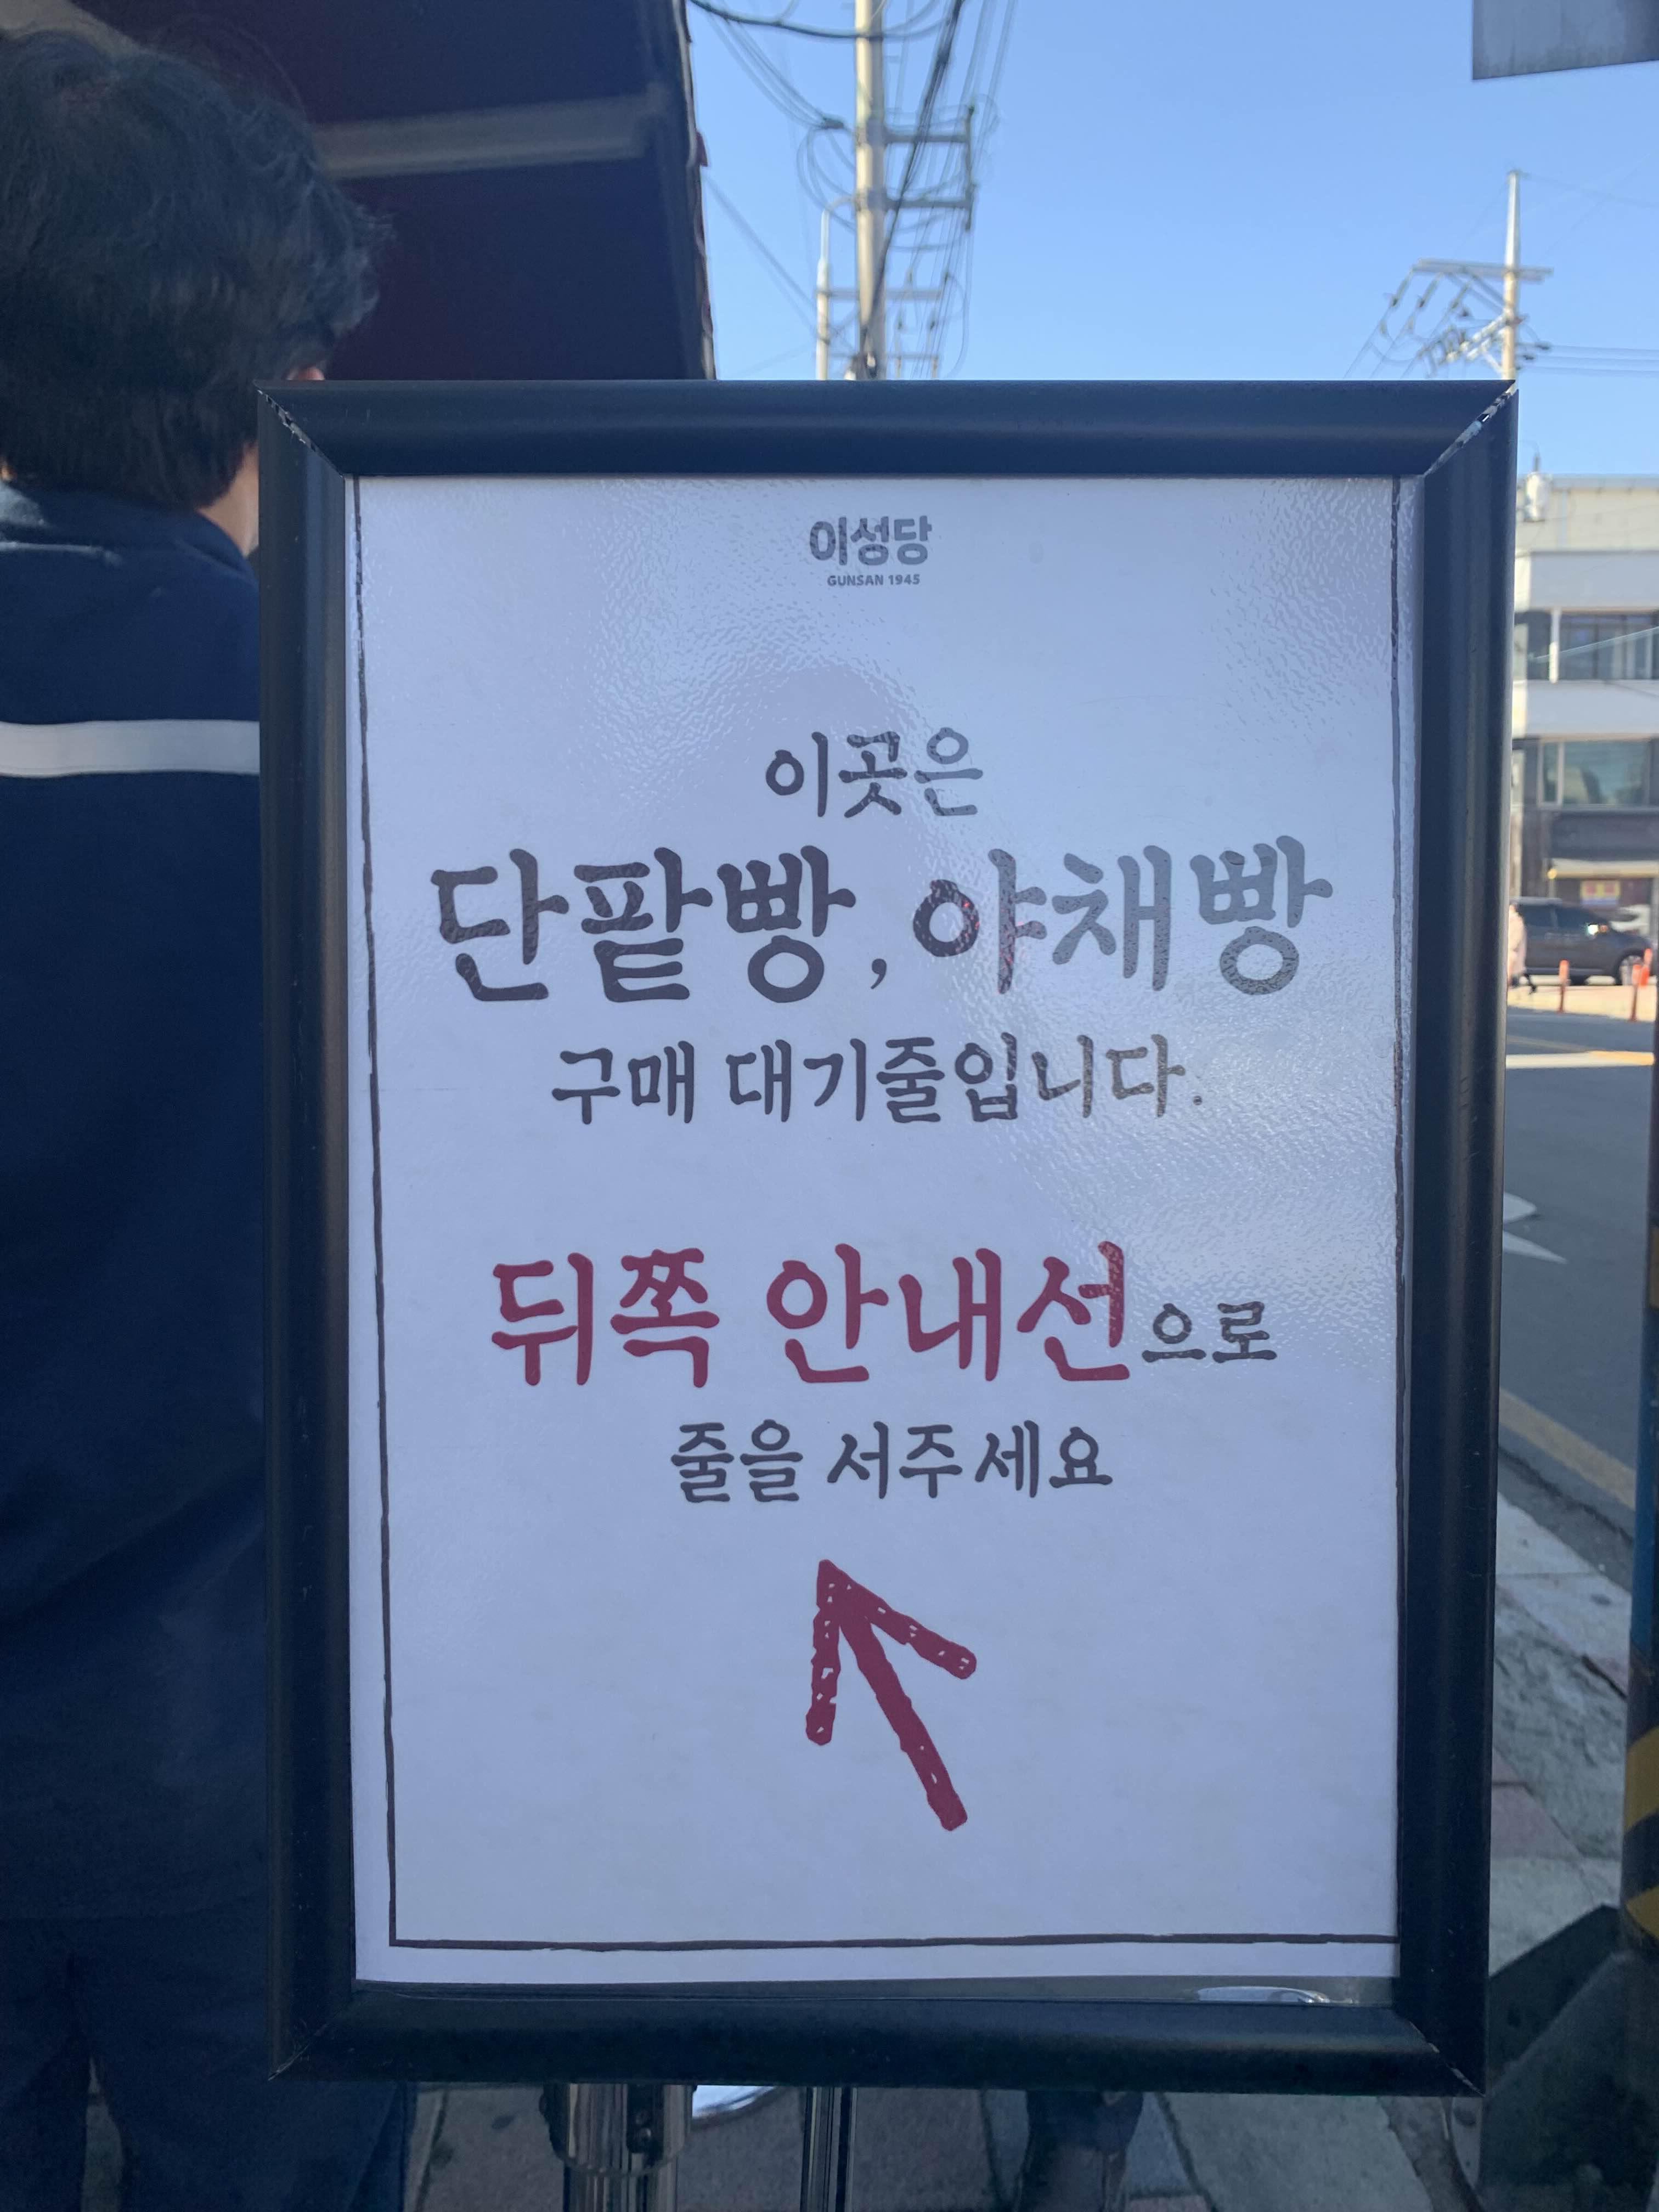 이성당
GUNSAN 1945
이곳은
단팥빵, 야채빵
구매 대기줄입니다.
뒤쪽 안내선으로
줄을 서주세요